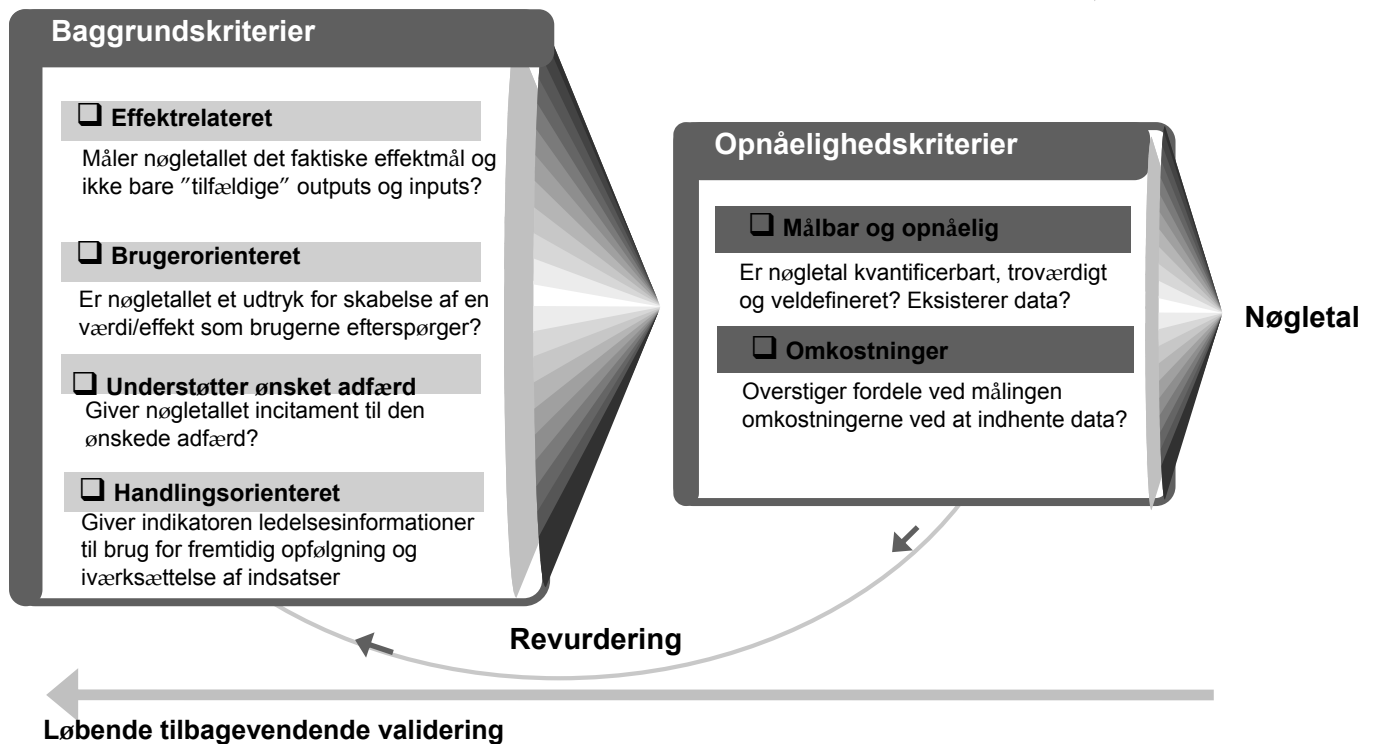 Baggrundskriterier
❑ Effektrelateret
Måler nøgletallet det faktiske effektmål og
ikke bare ”tilfældige” outputs og inputs?
❑ Brugerorienteret
Er nøgletallet et udtryk for skabelse af en
værdi/effekt som brugerne efterspørger?
❑ Understøtter ønsket adfærd
Giver nøgletallet incitament til den
ønskede adfærd?
❑ Handlingsorienteret
Giver indikatoren ledelsesinformationer
til brug for fremtidig opfølgning og
iværksættelse af indsatser
Opnåelighedskriterier
❑ Målbar og opnåelig
Er nøgletal kvantificerbart, troværdigt
og veldefineret? Eksisterer data?
❑ Omkostninger
Overstiger fordele ved målingen
omkostningerne ved at indhente data?
Nøgletal
Revurdering
Løbende tilbagevendende validering